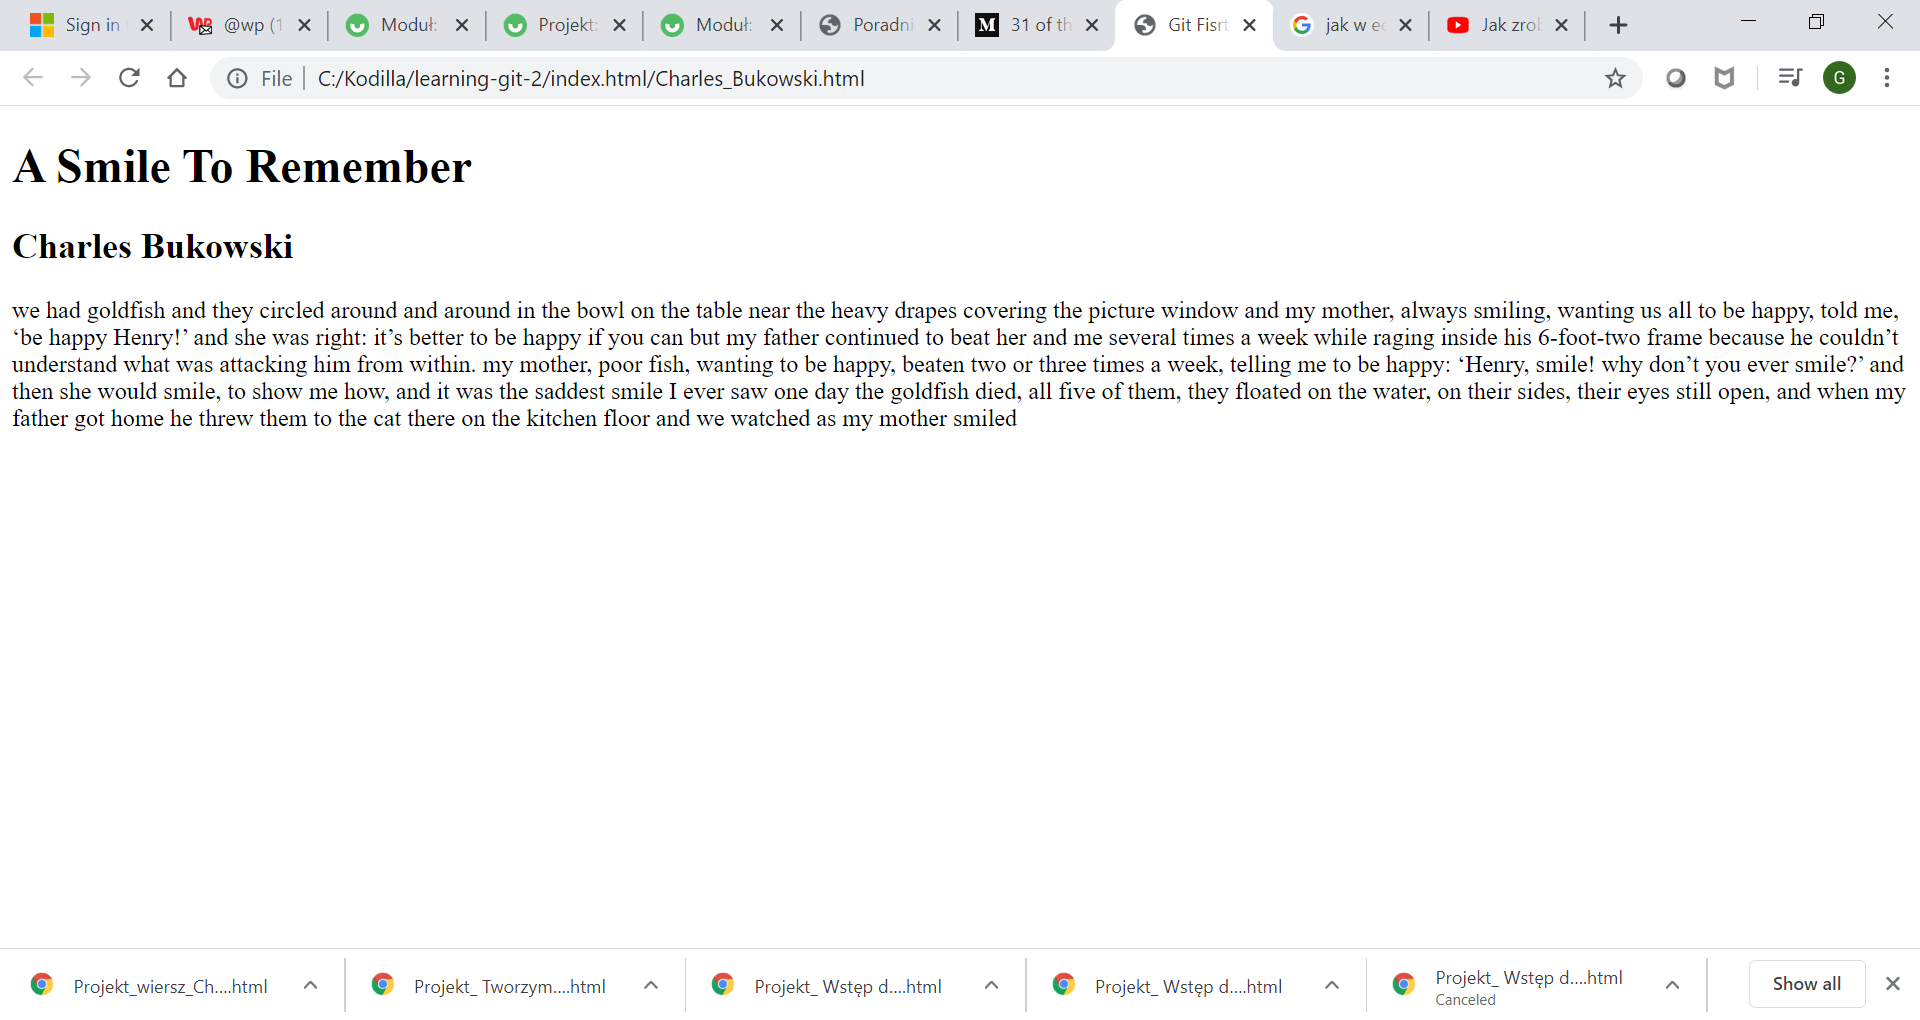 Sign in
@wp (1
Moduł:
Projekt:
Moduł:
Poradni
31 of th
Git Fisrt
jak w ed
Jak zrob
File
C:/Kodilla/learning-git-2/index.html/Charles_Bukowski.html
G
A Smile To Remember
Charles Bukowski
we had goldfish and they circled around and around in the bowl on the table near the heavy drapes covering the picture window and my mother, always smiling, wanting us all to be happy, told me,
‘be happy Henry!’ and she was right: it’s better to be happy if you can but my father continued to beat her and me several times a week while raging inside his 6-foot-two frame because he couldn’t
understand what was attacking him from within. my mother, poor fish, wanting to be happy, beaten two or three times a week, telling me to be happy: ‘Henry, smile! why don’t you ever smile?’ and
then she would smile, to show me how, and it was the saddest smile I ever saw one day the goldfish died, all five of them, they floated on the water, on their sides, their eyes still open, and when my
father got home he threw them to the cat there on the kitchen floor and we watched as my mother smiled
Projekt_wiersz_Ch....html
Projekt_ Tworzym....html
Projekt_ Wstęp d....html
Projekt_ Wstęp d....html
Projekt_ Wstęp d....html
Canceled
Show all